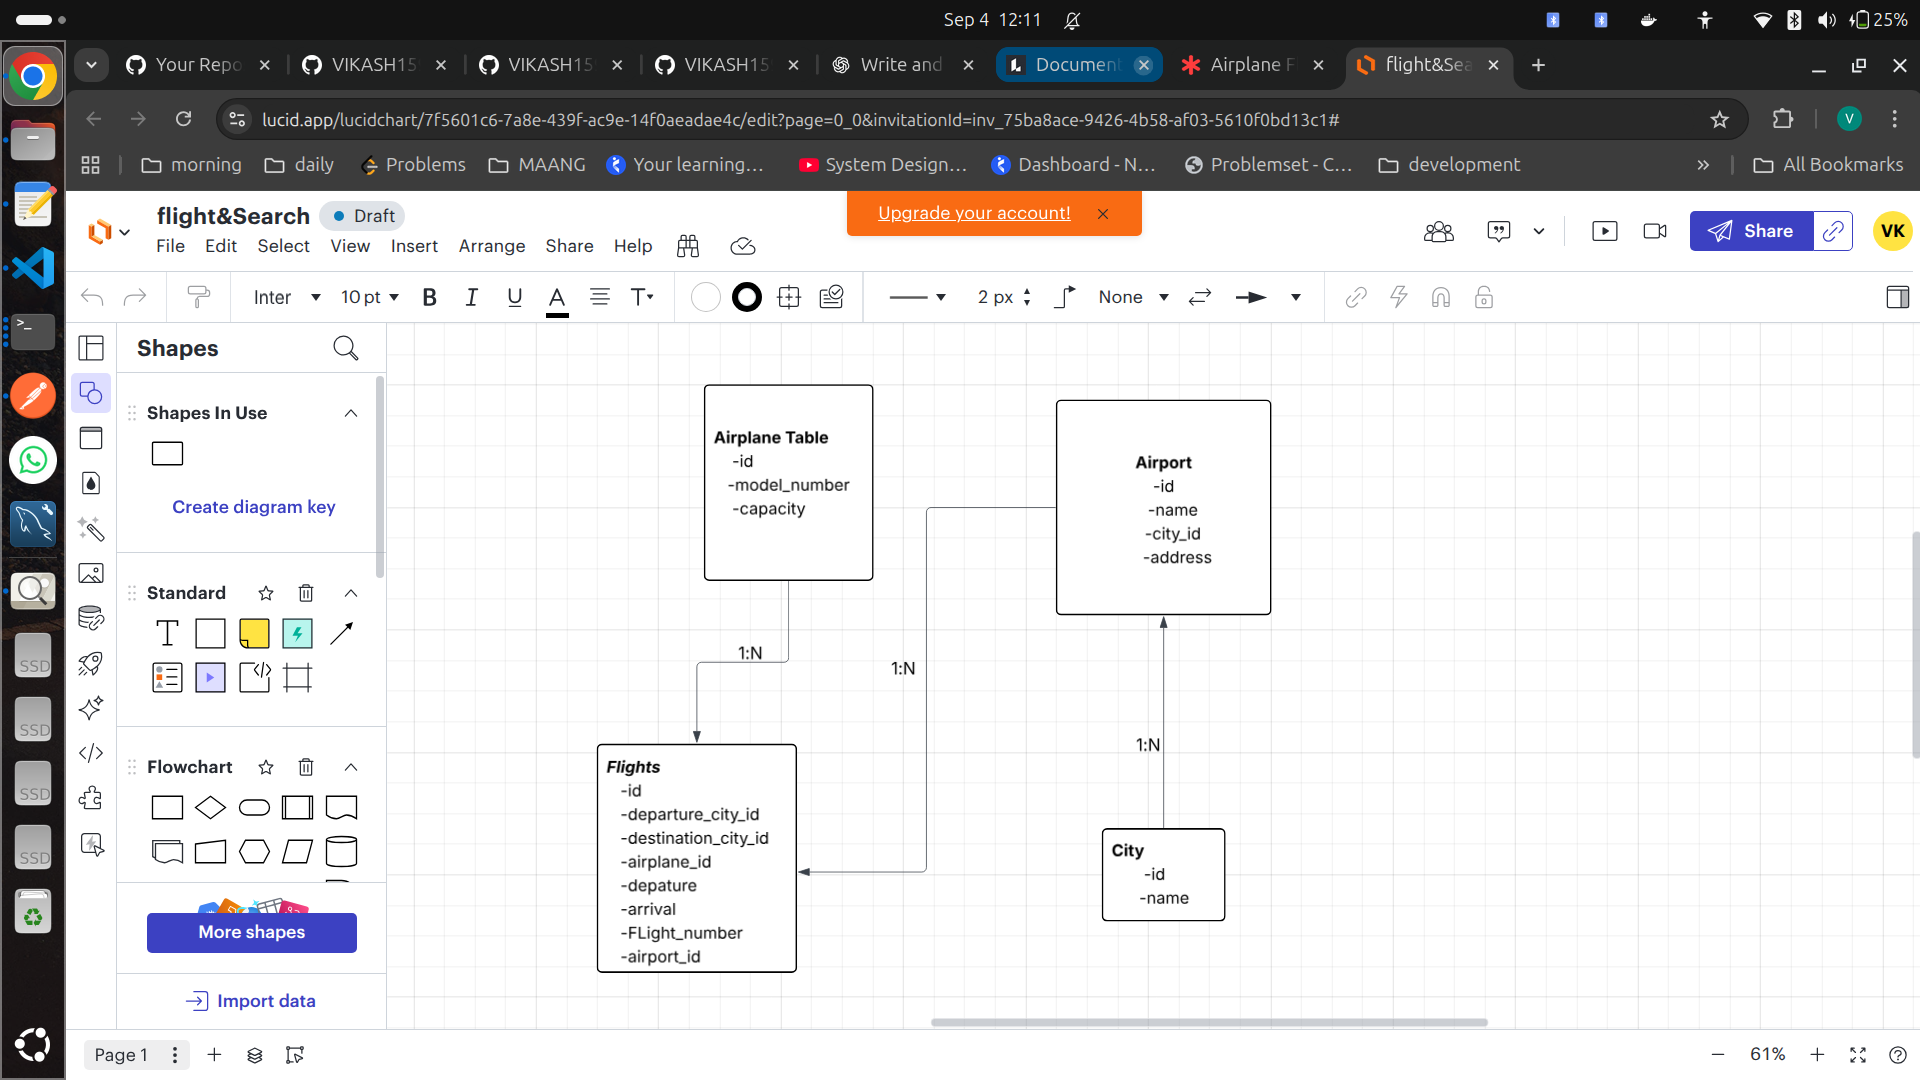 Sep 4 12:11
25%
Your Repo
VIKASH15
VIKASH15
VIKASH15
Write and
Document
Airplane F
flight&Sea
lucid.app/lucidchart/7f5601c6-7a8e-439f-ac9e-14f0aeadae4c/edit?page=0_0&invitationId=inv_75ba8ace-9426-4b58-af03-5610f0bd13c1#
V
morning
daily
Problems
MAANG
Your learning...
System Design...
Dashboard - N...
Problemset - C...
development
All Bookmarks
flight&Search
Draft
Upgrade your account!
File Edit Select View Insert Arrange Share Help
Share
VK
Inter
10 pt
B I U A
2 px
None
Shapes
Shapes In Use
Create diagram key
Standard
Flowchart
More shapes
Import data
Airplane Table
-id
-model_number
-capacity
Airport
-id
-name
-city_id
-address
1:N
1:N
1:N
Flights
-id
-departure_city_id
-destination_city_id
-airplane_id
-depature
-arrival
-FLight_number
-airport_id
City
-id
-name
SSD
SSD
SSD
SSD
Page 1
61%